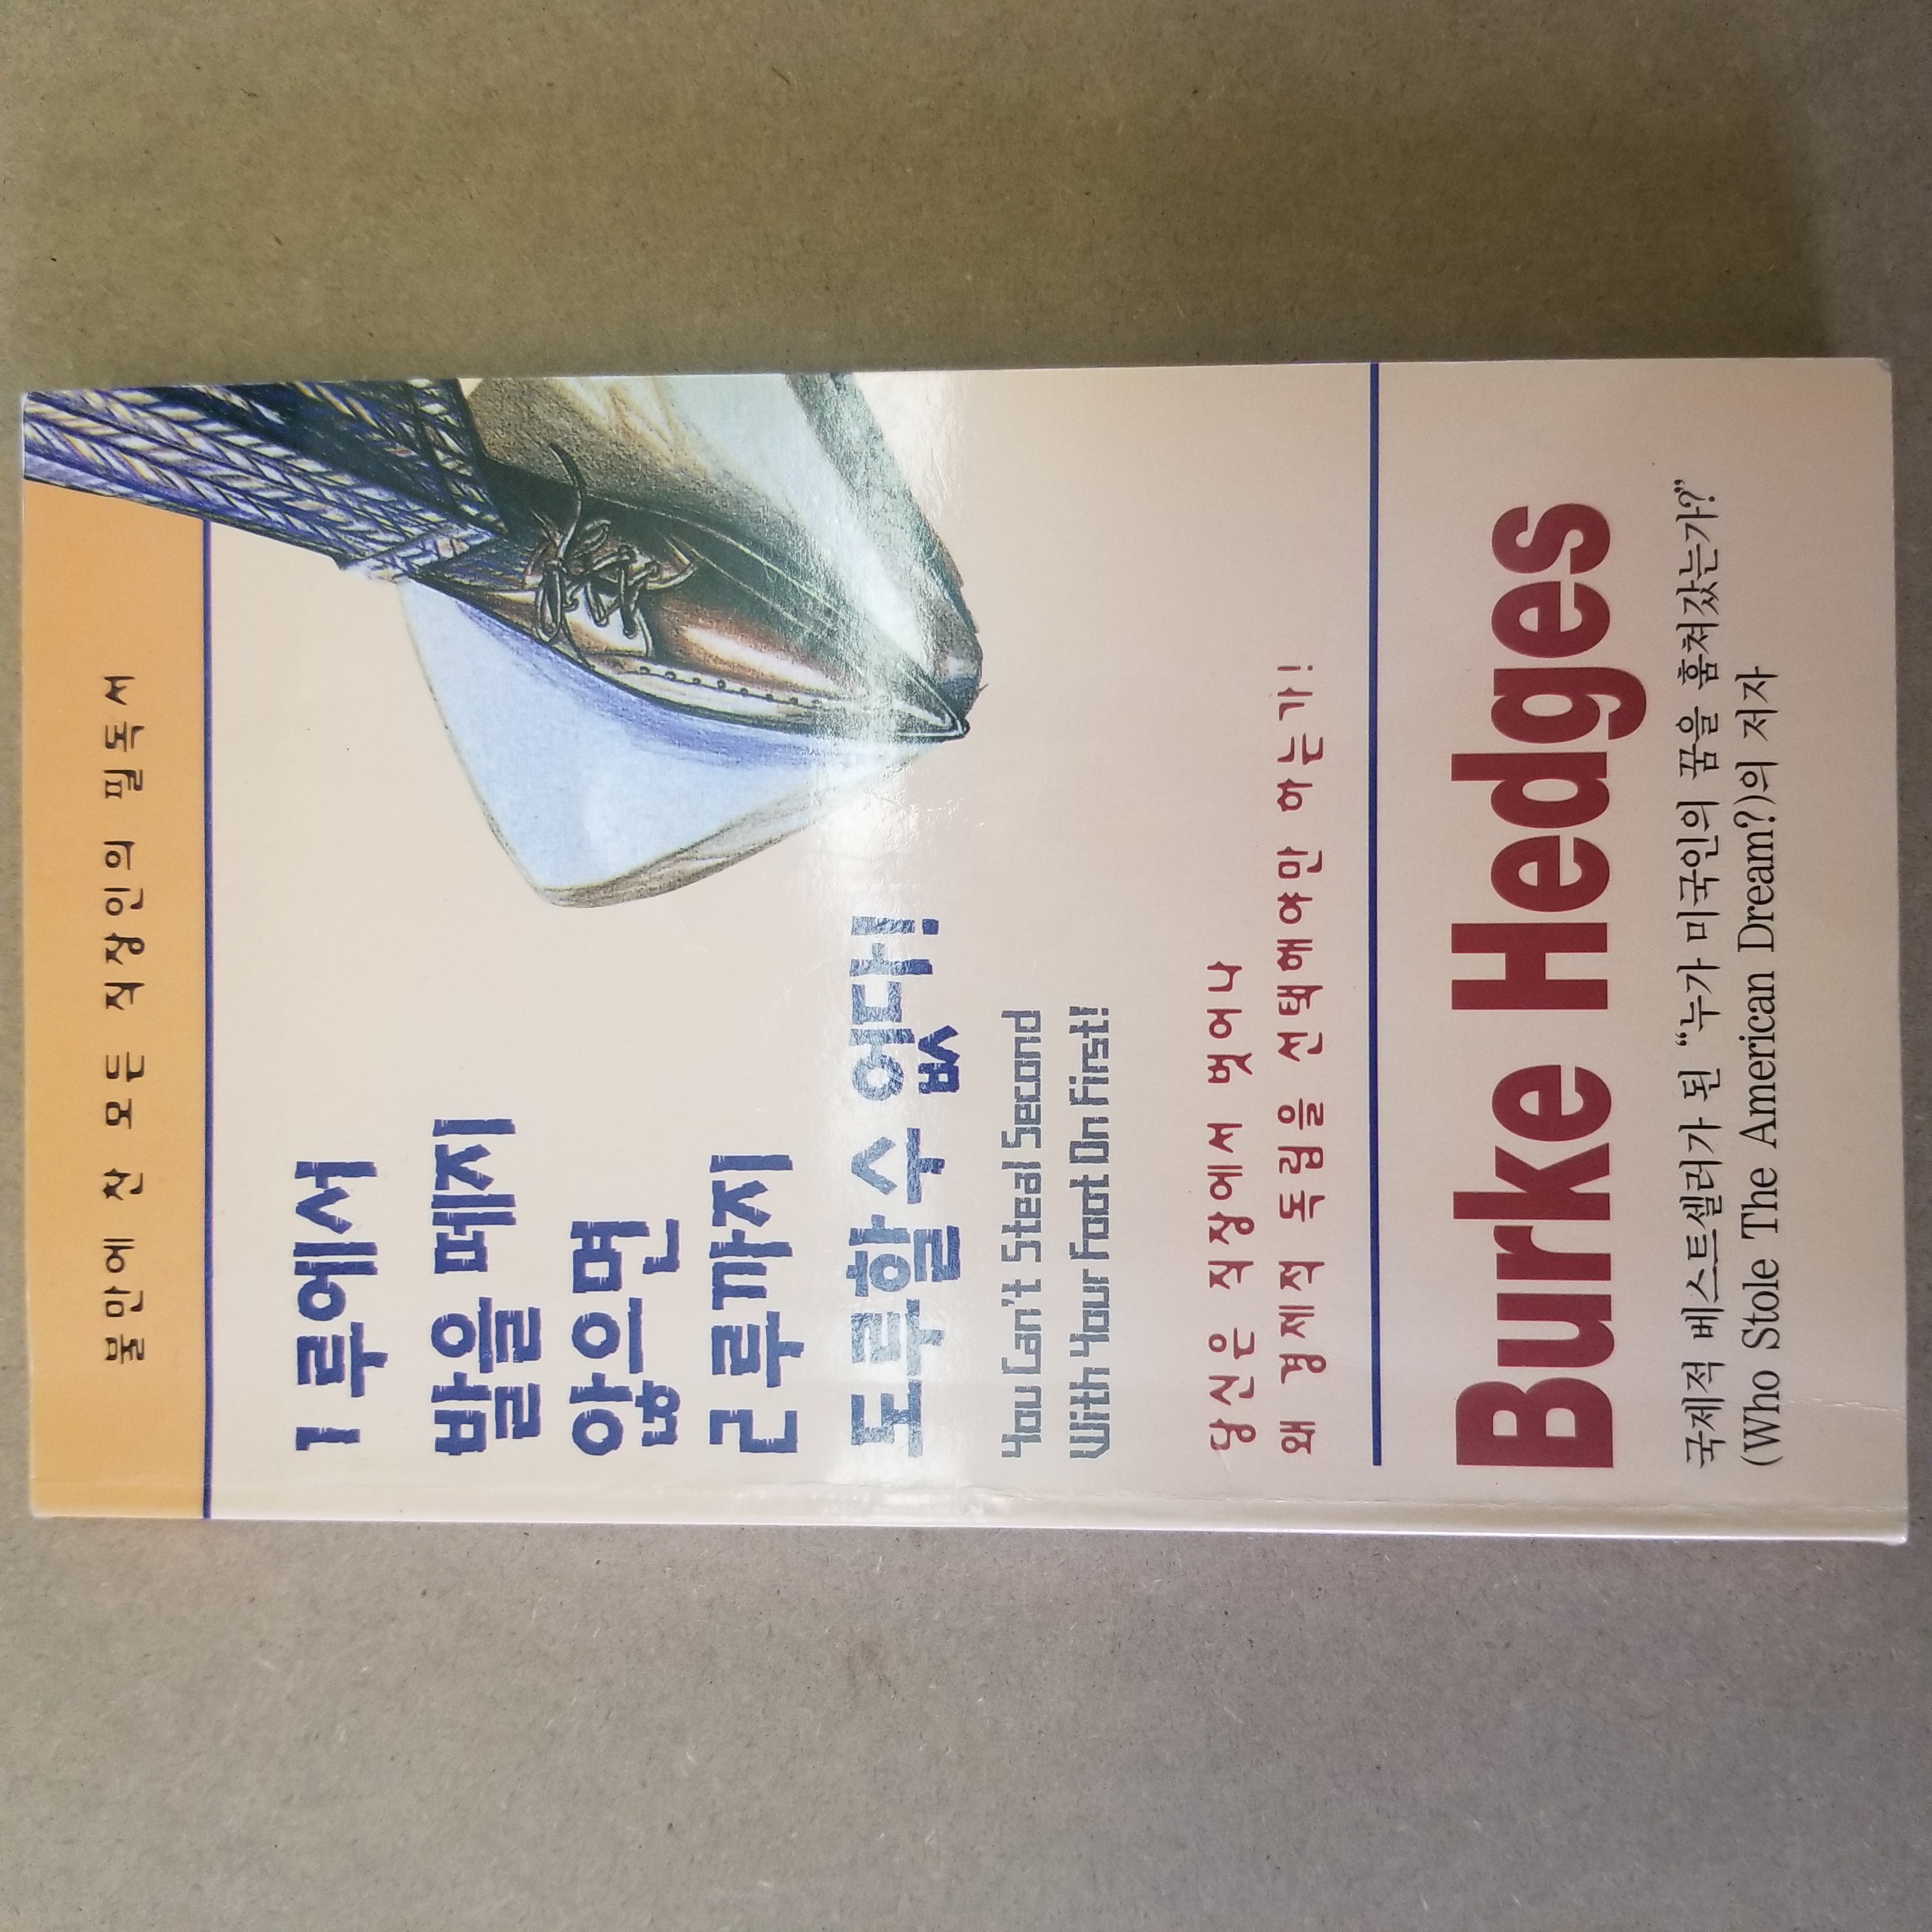 불만에 찬 모든 직장인의 필독서
1루에서
발을 떼지
않으면
2루까지
도루할 수 없다!
You Can't Steal Second
With Your Foot On First!
당신은 직장에서 벗어나
왜 경제적 독립을 선택해야만 하는가!
Burke Hedges
국제적 베스트셀러가 된 “누가 미국인의 꿈을 훔쳐갔는가?”
(Who Stole The American Dream?)의 저자